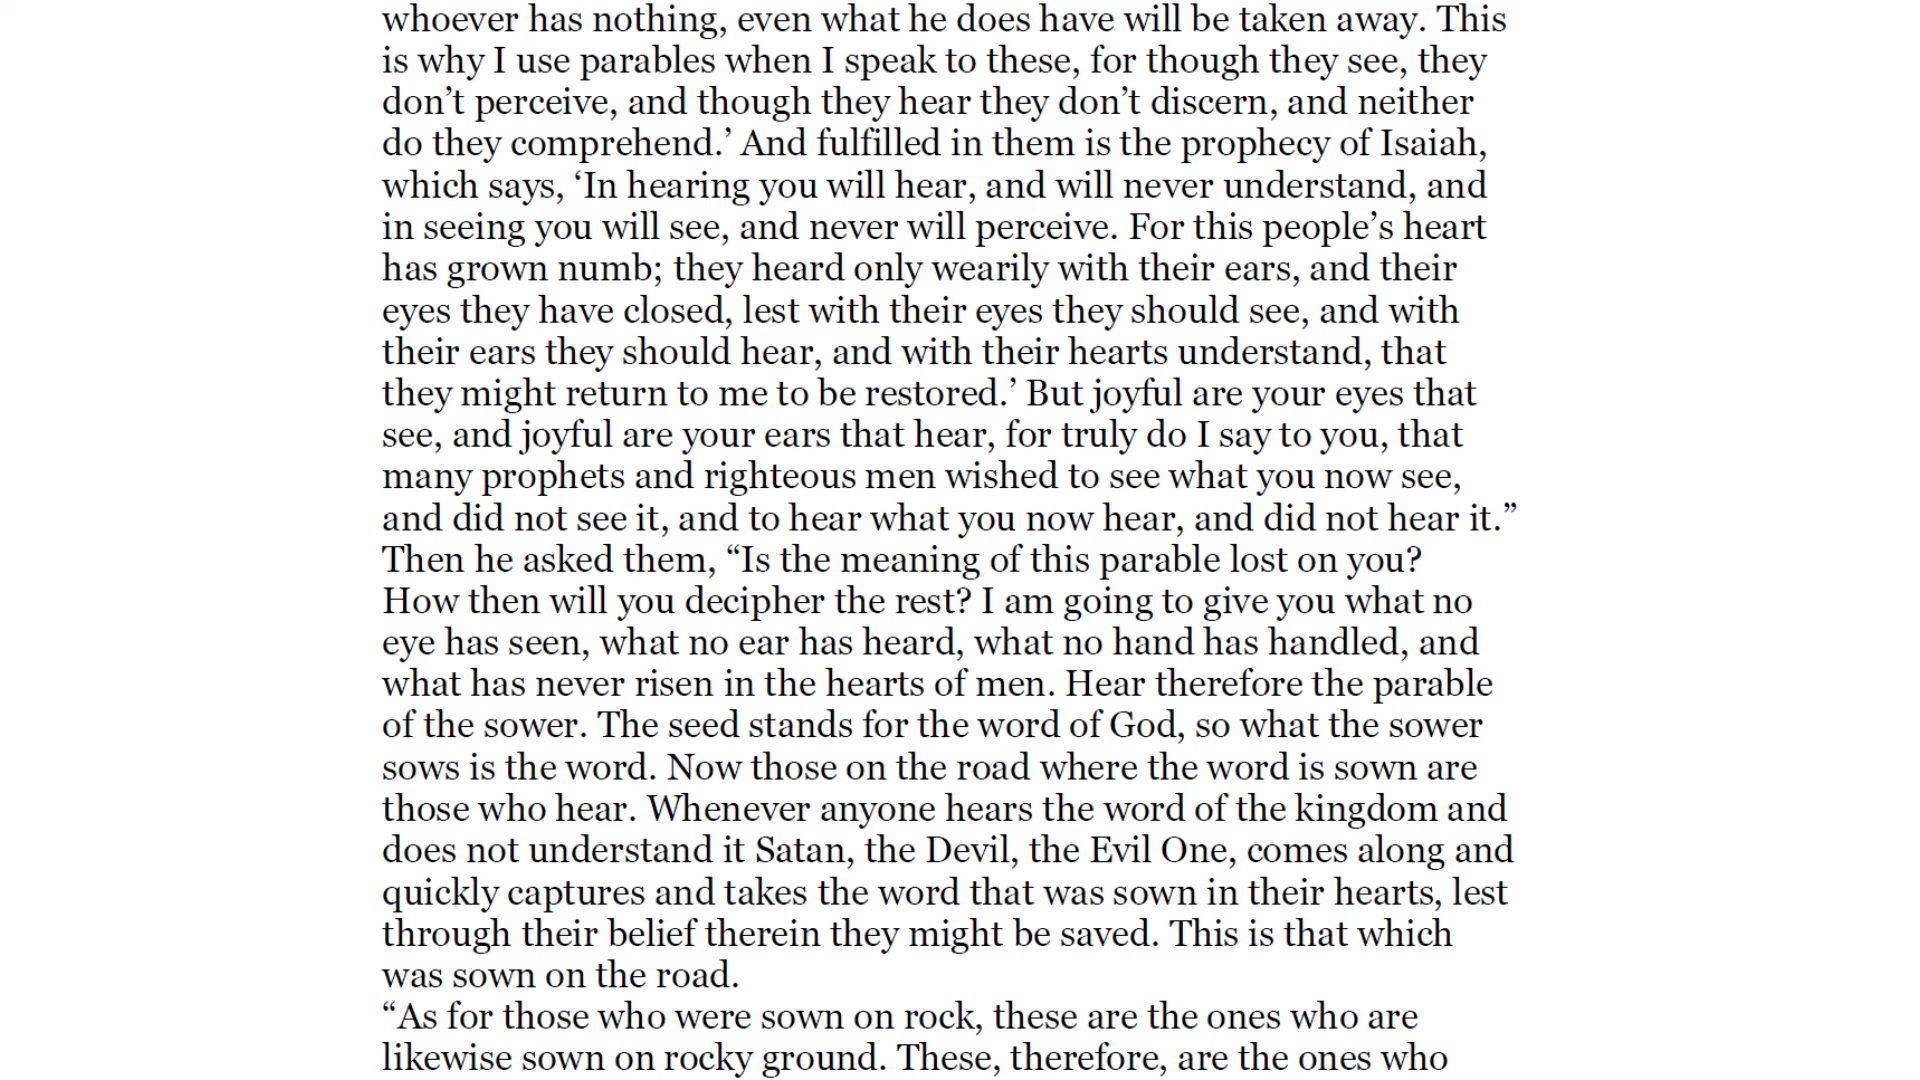 whoever has nothing, even what he does have will be taken away. This
is why I use parables when I speak to these, for though they see, they
don’t perceive, and though they hear they don’t discern, and neither
do they comprehend.’ And fulfilled in them is the prophecy of Isaiah,
which says, ‘In hearing you will hear, and will never understand, and
in seeing you will see, and never will perceive. For this people’s heart
has grown numb; they heard only wearily with their ears, and their
eyes they have closed, lest with their eyes they should see, and with
their ears they should hear, and with their hearts understand, that
they might return to me to be restored.’ But joyful are your eyes that
see, and joyful are your ears that hear, for truly do I say to you, that
many prophets and righteous men wished to see what you now see,
and did not see it, and to hear what you now hear, and did not hear it.”
Then he asked them, “Is the meaning of this parable lost on you?
How then will you decipher the rest? I am going to give you what no
eye has seen, what no ear has heard, what no hand has handled, and
what has never risen in the hearts of men. Hear therefore the parable
of the sower. The seed stands for the word of God, so what the sower
sows is the word. Now those on the road where the word is sown are
those who hear. Whenever anyone hears the word of the kingdom and
does not understand it Satan, the Devil, the Evil One, comes along and
quickly captures and takes the word that was sown in their hearts, lest
through their belief therein they might be saved. This is that which
was sown on the road.
“As for those who were sown on rock, these are the ones who are
likewise sown on rocky ground. These, therefore, are the ones who